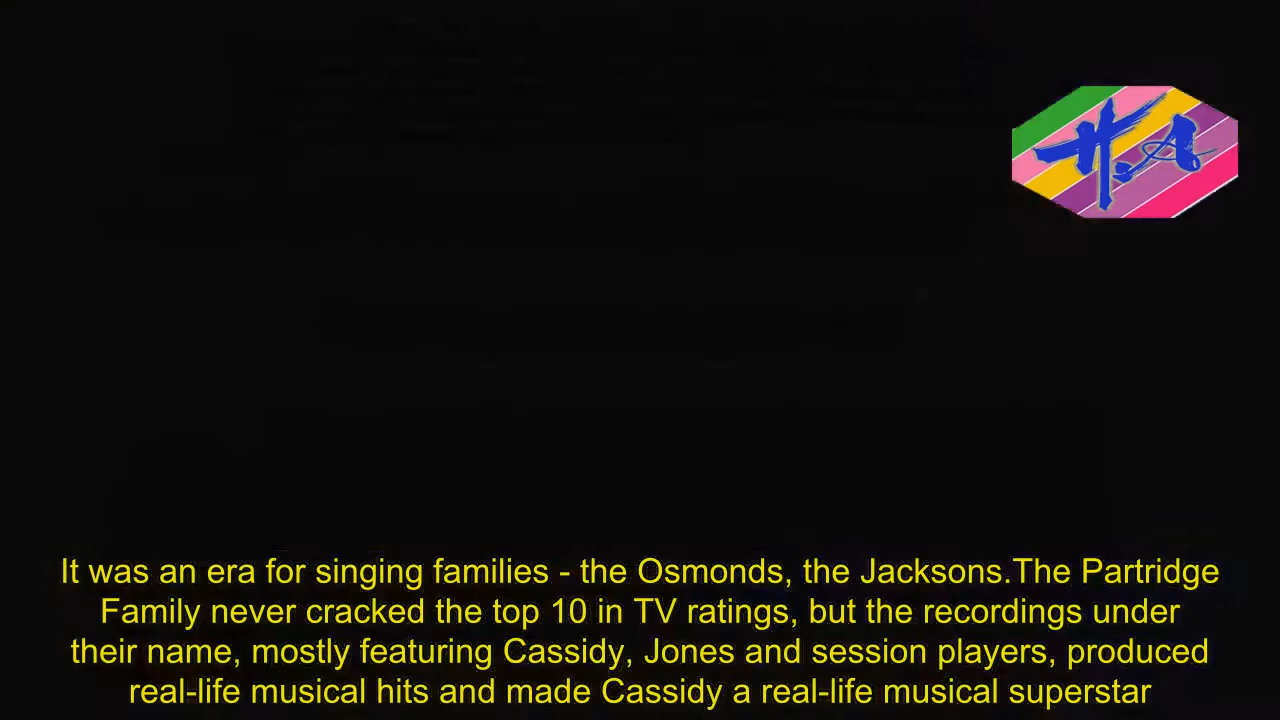 It was an era for singing families - the Osmonds, the Jacksons.The Partridge
Family never cracked the top 10 in TV ratings, but the recordings under
their name, mostly featuring Cassidy, Jones and session players, produced
real-life musical hits and made Cassidy a real-life musical superstar